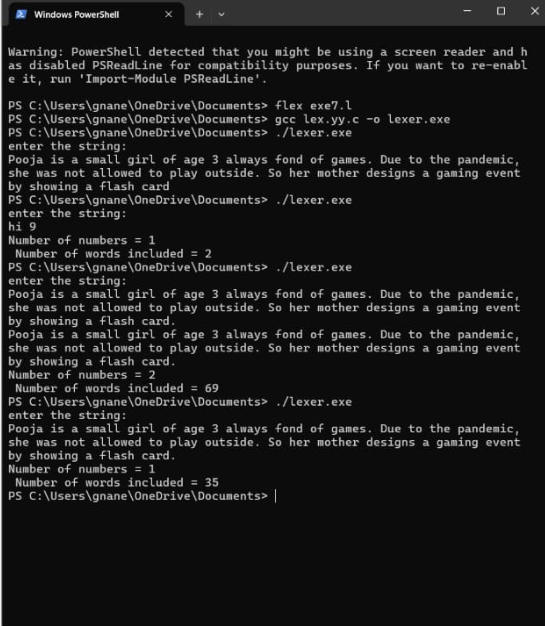 Windows PowerShell
Warning: PowerShell detected that you might be using a screen reader and h
as disabled PSReadLine for compatibility purposes. If you want to re-enabl
e it, run 'Import-Module PSReadLine'.
PS C:\Users\gnane\OneDrive\Documents> flex exe7.l
PS C:\Users\gnane\OneDrive\Documents> gcc lex.yy.c -o lexer.exe
PS C:\Users\gnane\OneDrive\Documents> ./lexer.exe
enter the string:
Pooja is a small girl of age 3 always fond of games. Due to the pandemic,
she was not allowed to play outside. So her mother designs a gaming event
by showing a flash card
PS C:\Users\gnane\OneDrive\Documents> ./lexer.exe
enter the string:
hi 9
Number of numbers = 1
 Number of words included = 2
PS C:\Users\gnane\OneDrive\Documents> ./lexer.exe
enter the string:
Pooja is a small girl of age 3 always fond of games. Due to the pandemic,
she was not allowed to play outside. So her mother designs a gaming event
by showing a flash card.
Pooja is a small girl of age 3 always fond of games. Due to the pandemic,
she was not allowed to play outside. So her mother designs a gaming event
by showing a flash card.
Number of numbers = 2
 Number of words included = 69
PS C:\Users\gnane\OneDrive\Documents> ./lexer.exe
enter the string:
Pooja is a small girl of age 3 always fond of games. Due to the pandemic,
she was not allowed to play outside. So her mother designs a gaming event
by showing a flash card.
Number of numbers = 1
 Number of words included = 35
PS C:\Users\gnane\OneDrive\Documents>